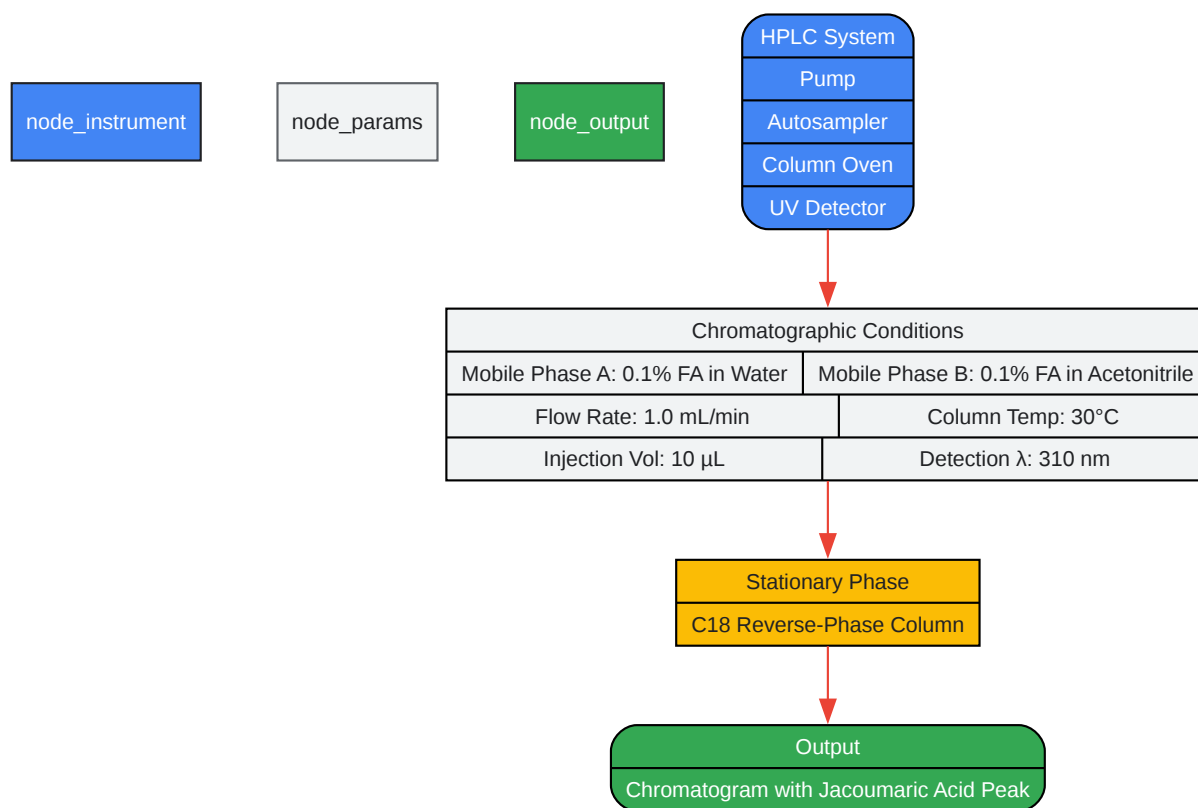 HPLC System
Pump
node_instrument
node_params
node_output
Autosampler
Column Oven
UV Detector
Chromatographic Conditions
Mobile Phase A: 0.1% FA in Water
Mobile Phase B: 0.1% FA in Acetonitrile
Flow Rate: 1.0 mL/min
Column Temp: 30°C
Injection Vol: 10 µL
Detection λ: 310 nm
Stationary Phase
C18 Reverse-Phase Column
Output
Chromatogram with Jacoumaric Acid Peak